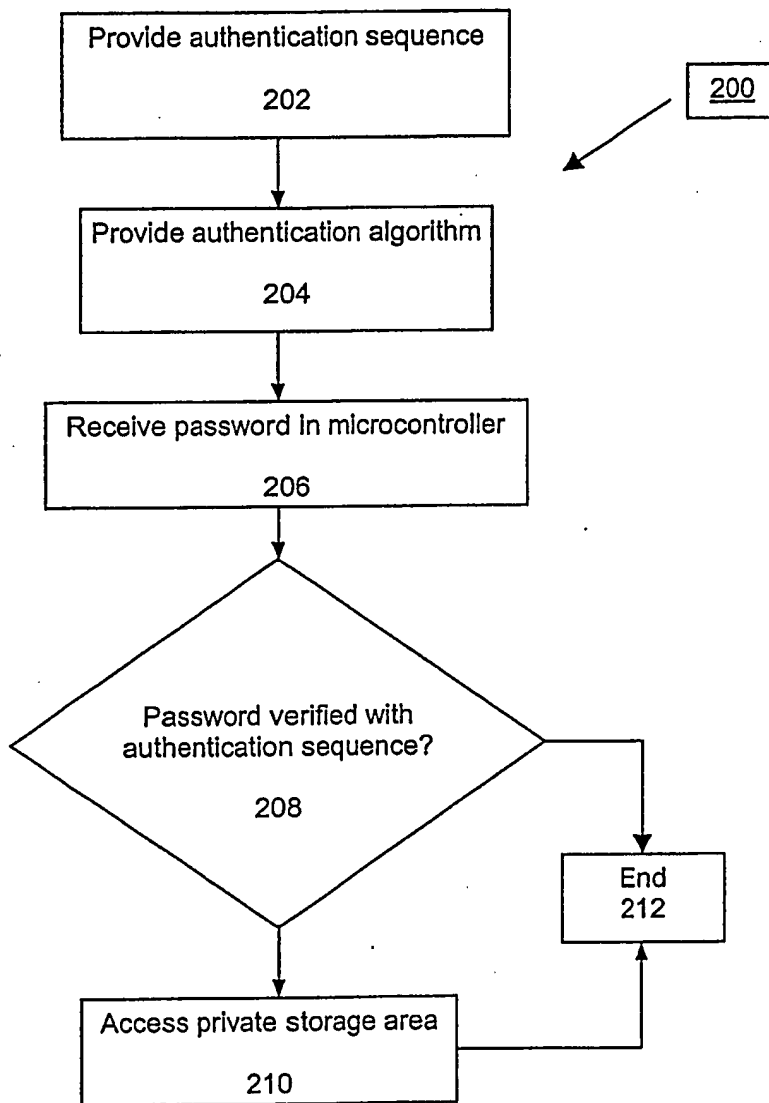 Provide authentication sequence
202
200
Provide authentication algorithm
204
Receive password in microcontroller
206
Password verified with
authentication sequence?
208
End
212
Access private storage area
210